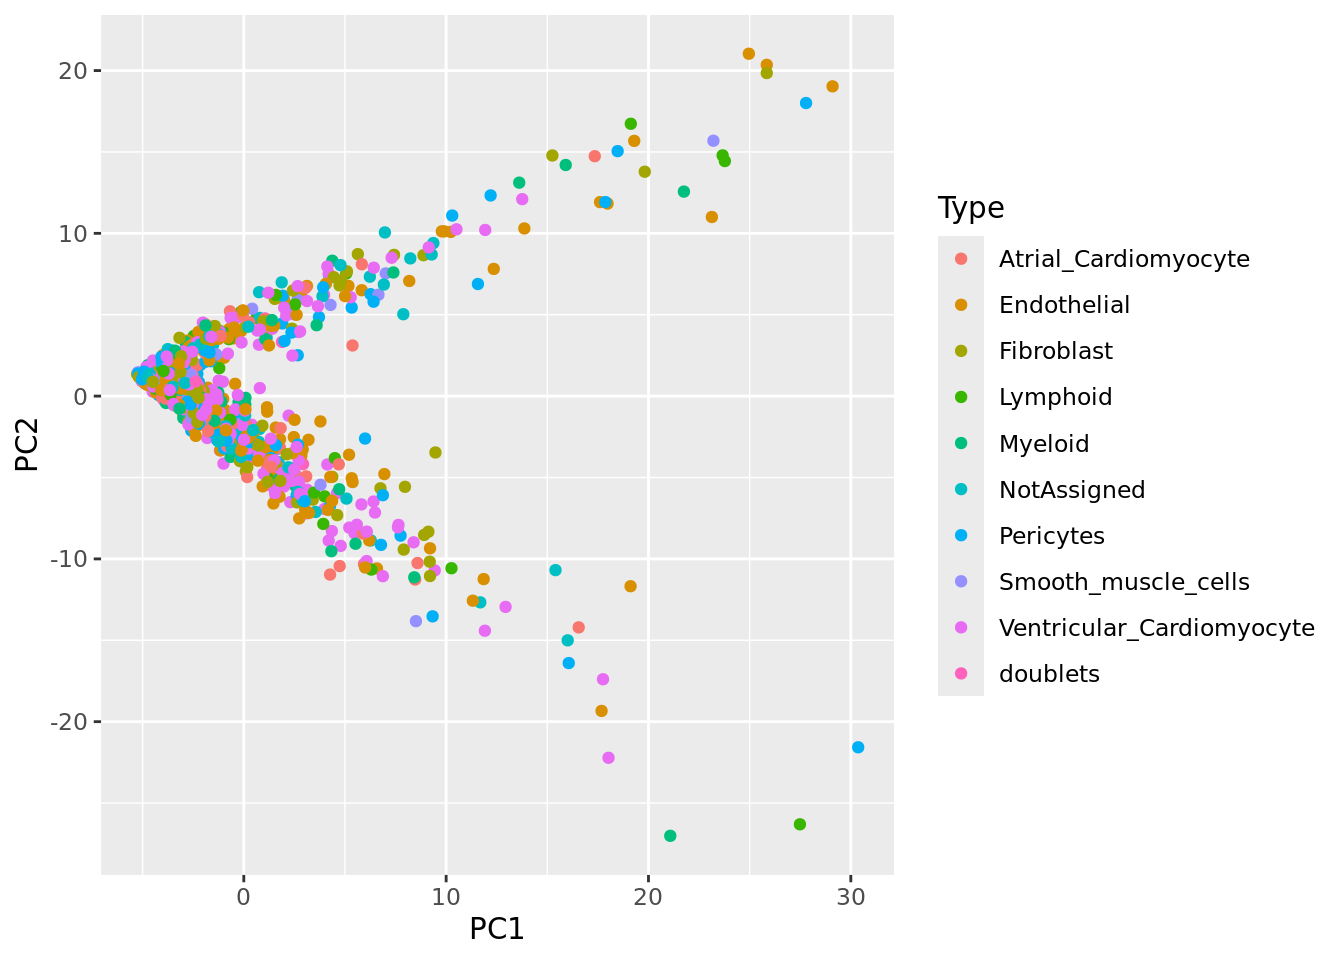 20
10
0
-10
-20
PC2
0
10
20
30
PC1
Type
Atrial_Cardiomyocyte
Endothelial
Fibroblast
Lymphoid
Myeloid
NotAssigned
Pericytes
Smooth_muscle_cells
Ventricular_Cardiomyocyte
doublets